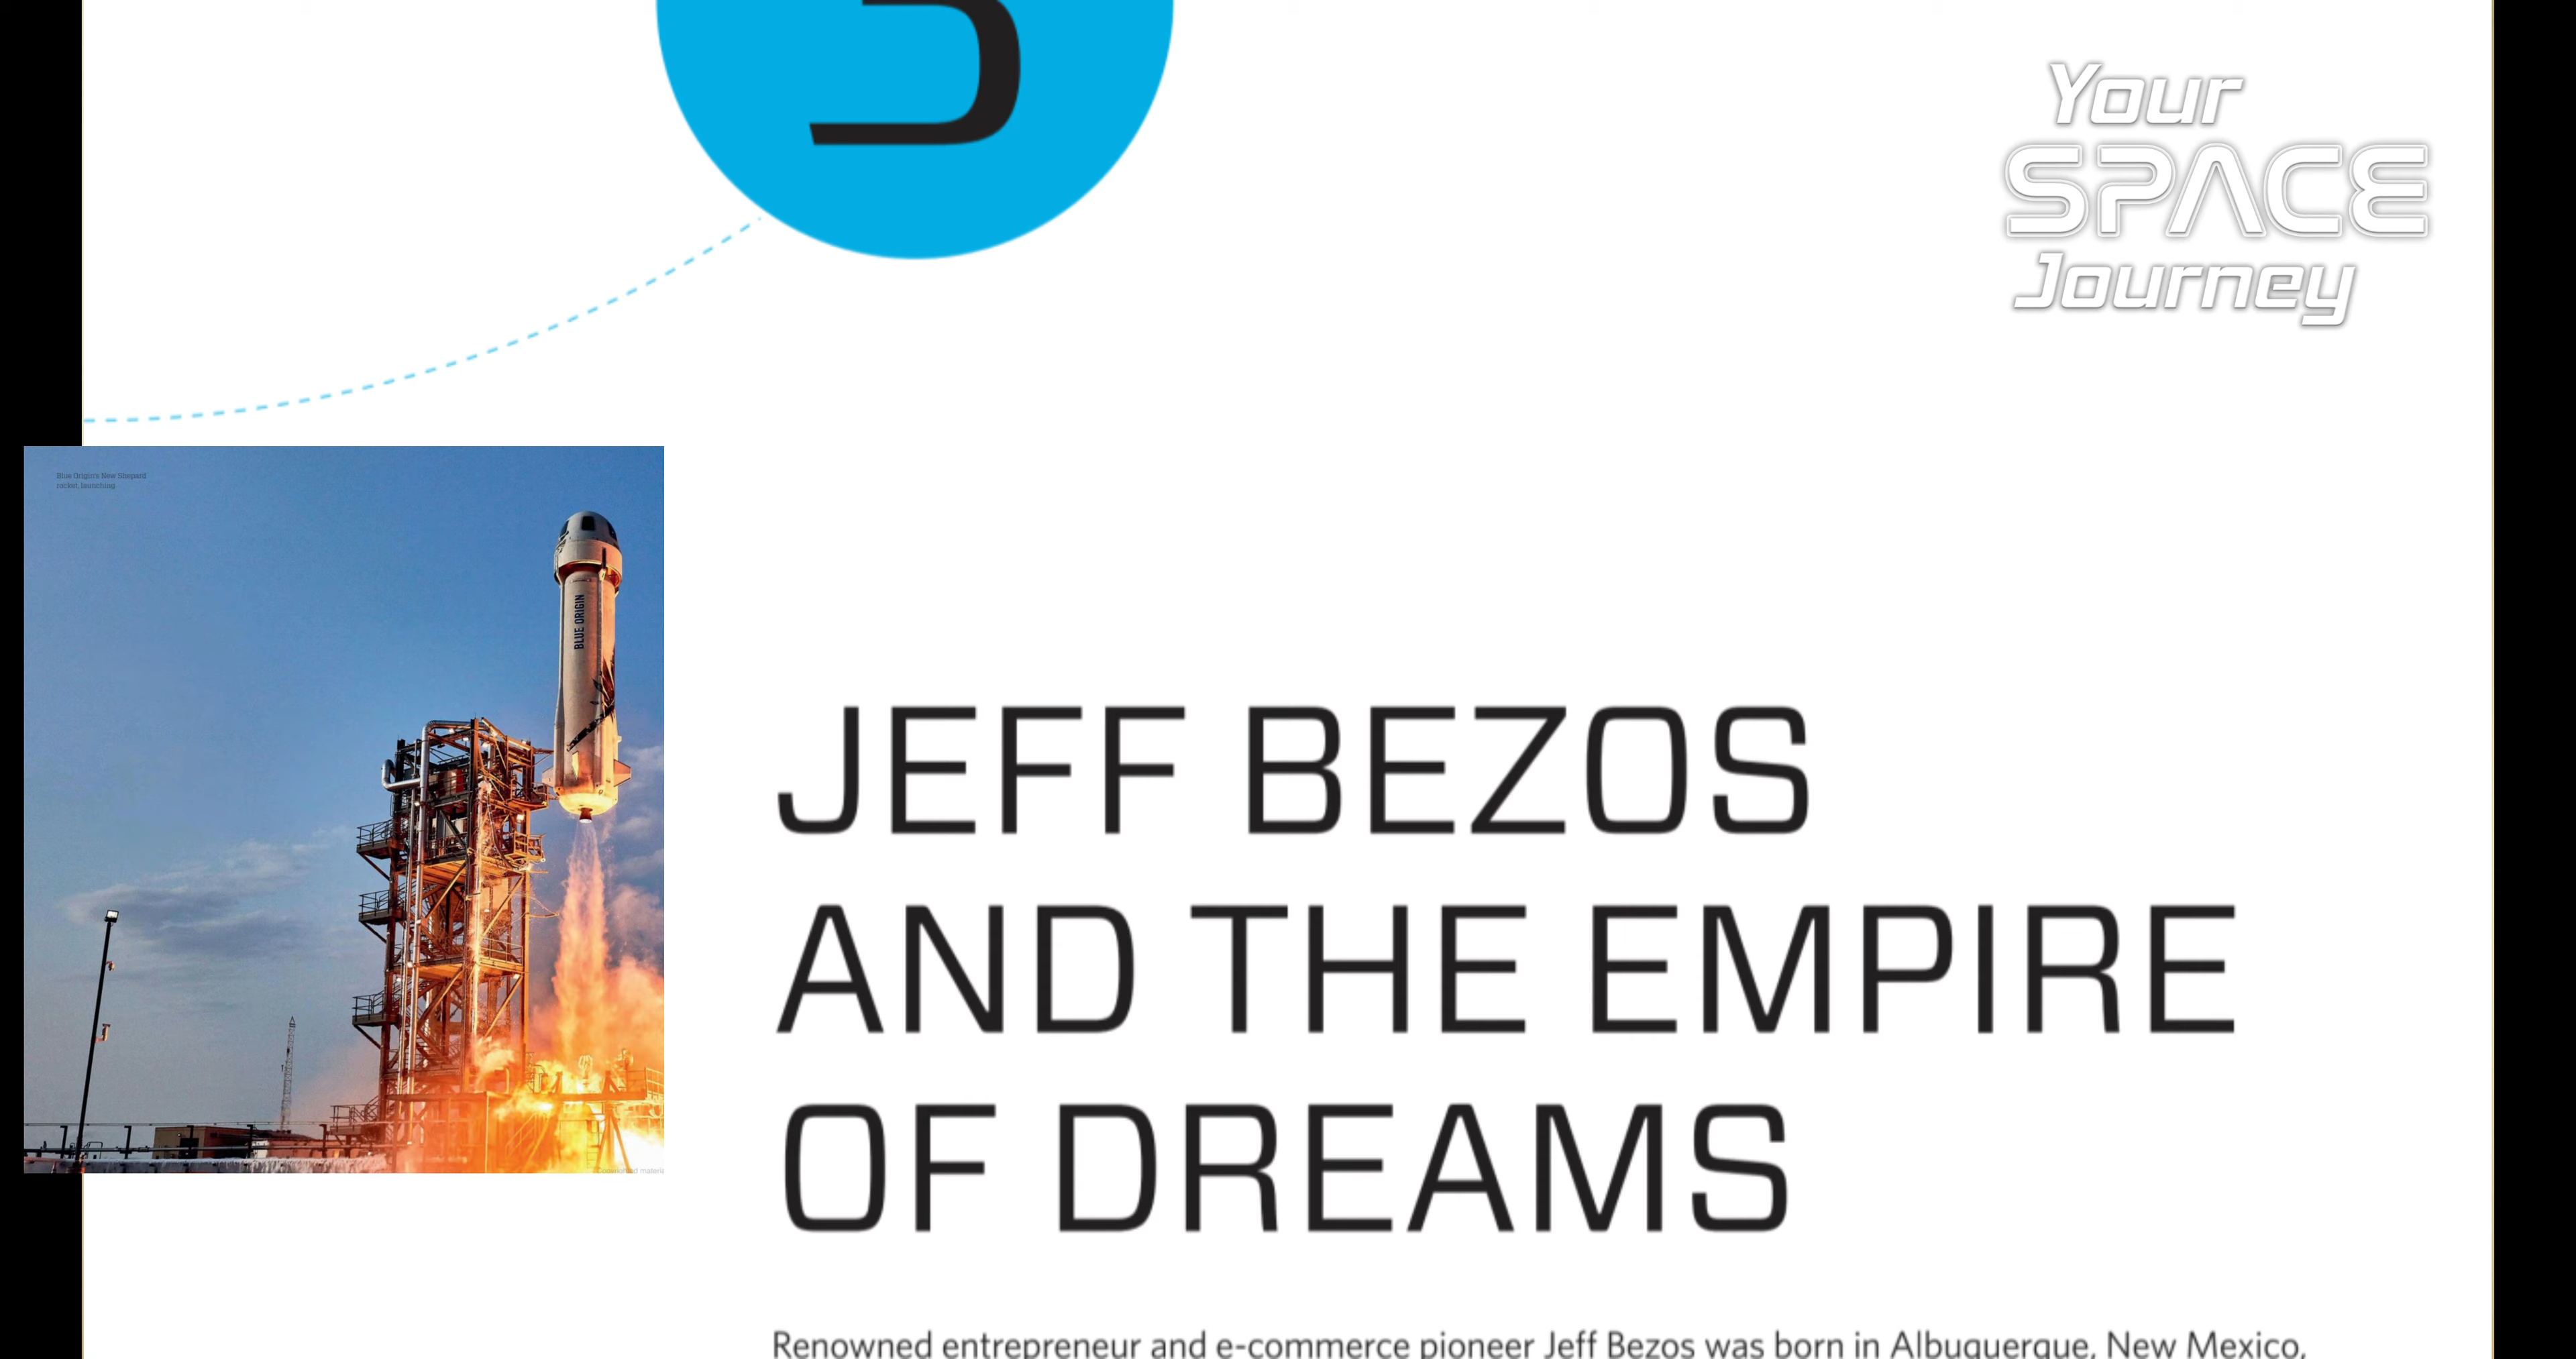 Your
SPACE
Journey
Blue Origin's New Shepard
rocket, launching.
BLUE ORIGIN
JEFF BEZOS
AND THE EMPIRE
OF DREAMS
Renowned entrepreneur and e-commerce pioneer Jeff Bezos was born in Albuquerque, New Mexico,